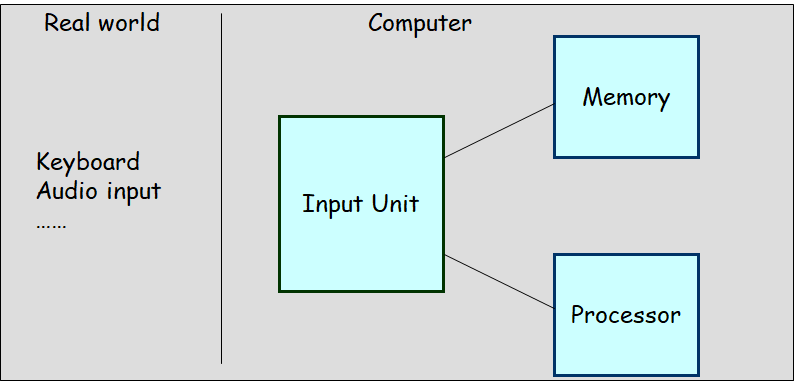 Real world
Computer
Keyboard
Audio input
......
Input Unit
Memory
Processor